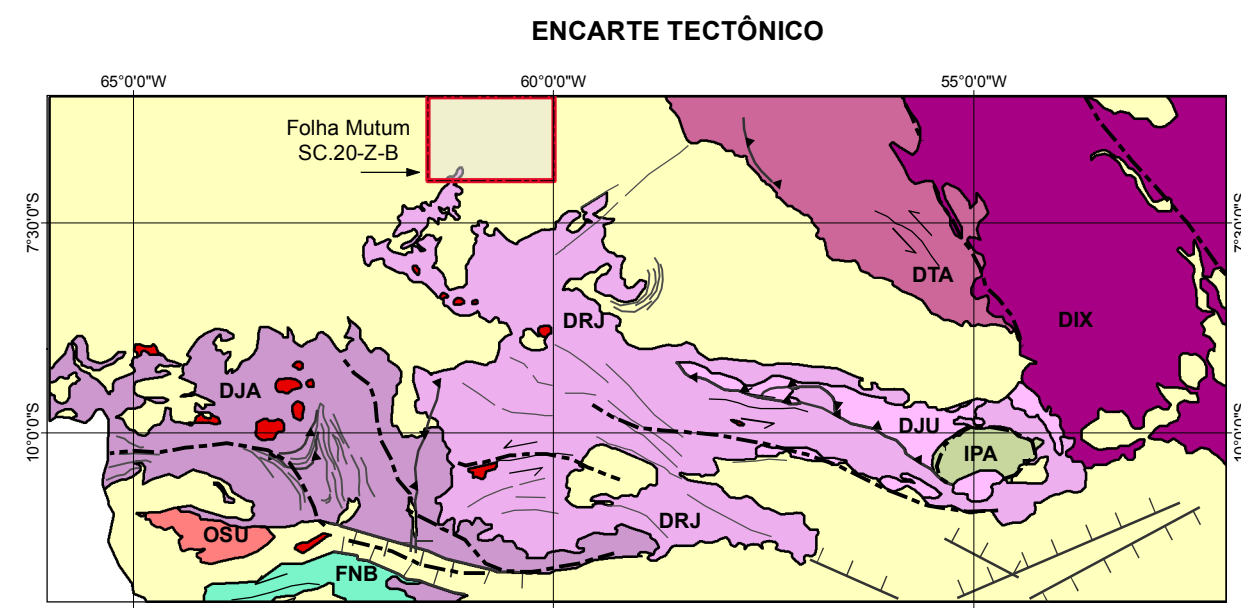 ENCARTE TECTÔNICO
65°0'0"W
60°0'0"W
55°0'0"W
Folha Mutum
SC.20-Z-B
7°30'0"S
7°30'0"S
DTA
DIX
DRJ
DJA
DJU
10°0'0"S
10°0'0"S
IPA
DRJ
OSU
FNB